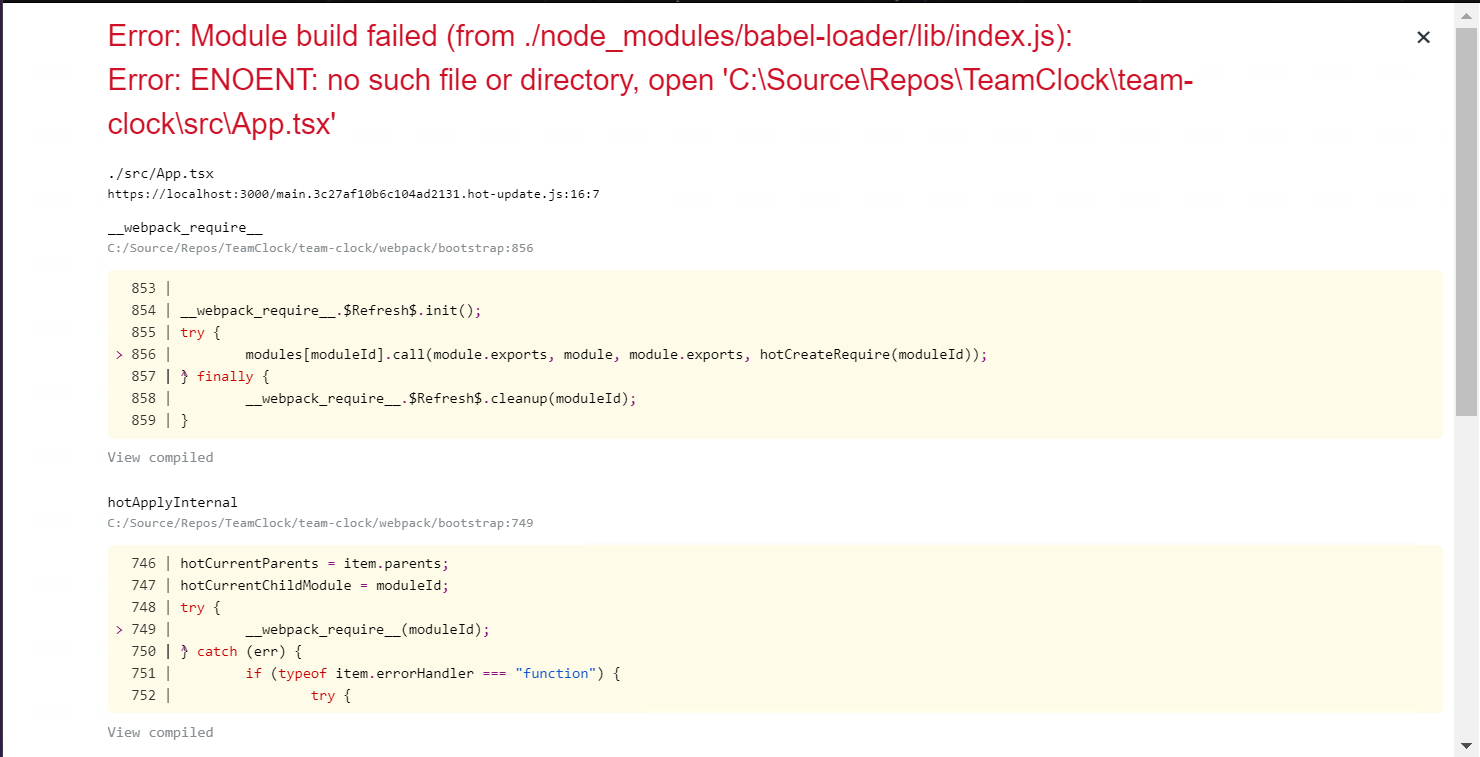 Error: Module build failed (from ./node_modules/babel-loader/lib/index.js):
Error: ENOENT: no such file or directory, open 'C:\Source\Repos\TeamClock\team-
clock\src\App.tsx'
./src/App.tsx
https://localhost:3000/main.3c27af10b6c104ad2131.hot-update.js:16:7
__webpack_require__
C:/Source/Repos/TeamClock/team-clock/webpack/bootstrap:856
853 |
854 | __webpack_require__.$Refresh$.init();
855 | try {
> 856 |         modules[moduleId].call(module.exports, module, module.exports, hotCreateRequire(moduleId));
857 | } finally {
858 |         __webpack_require__.$Refresh$.cleanup(moduleId);
859 | }
View compiled
hotApplyInternal
C:/Source/Repos/TeamClock/team-clock/webpack/bootstrap:749
746 | hotCurrentParents = item.parents;
747 | hotCurrentChildModule = moduleId;
748 | try {
> 749 |         __webpack_require__(moduleId);
750 | } catch (err) {
751 |         if (typeof item.errorHandler === "function") {
752 |                 try {
View compiled